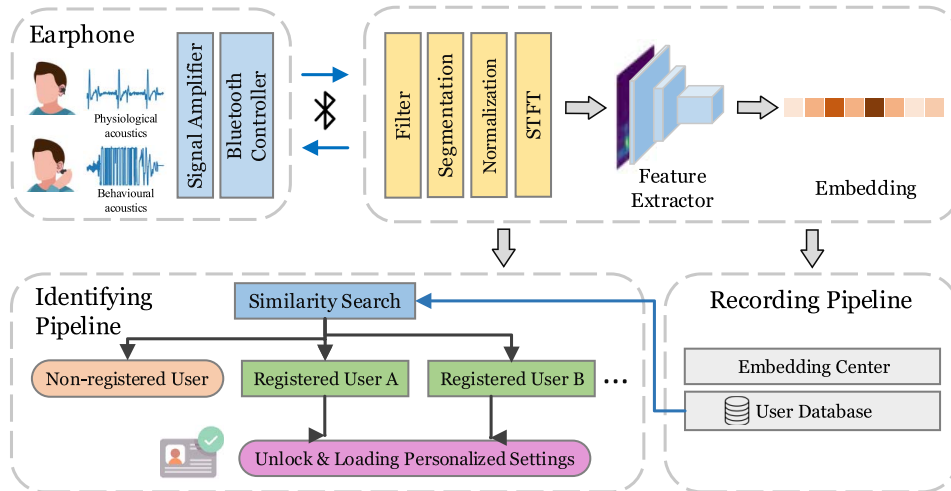 Earphone
Physiological
acoustics
Behavioural
acoustics
Signal Amplifier
Bluetooth
Controller
Filter
Segmentation
Normalization
STFT
Feature
Extractor
Embedding
Identifying
Pipeline
Similarity Search
Non-registered User
Registered User A
Registered User B
...
Unlock & Loading Personalized Settings
Recording Pipeline
Embedding Center
User Database